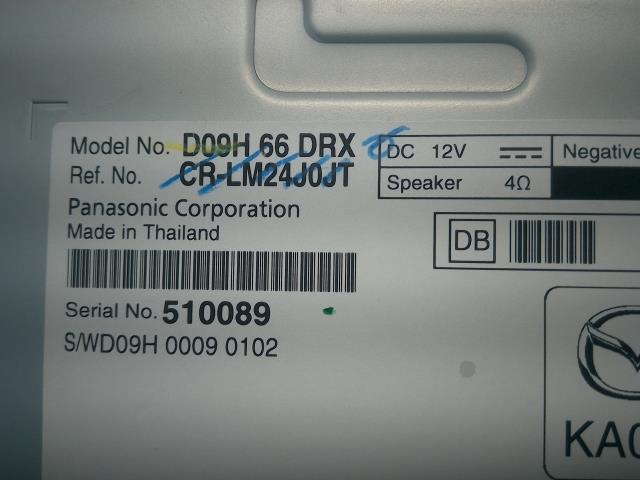 Model No. D09H 66 DRX
Ref. No. CR-LM24J0JT
DC 12V
Negative
Speaker 4Ω
Panasonic Corporation
Made in Thailand
DB
Serial No. 510089
S/WD09H 0009 0102